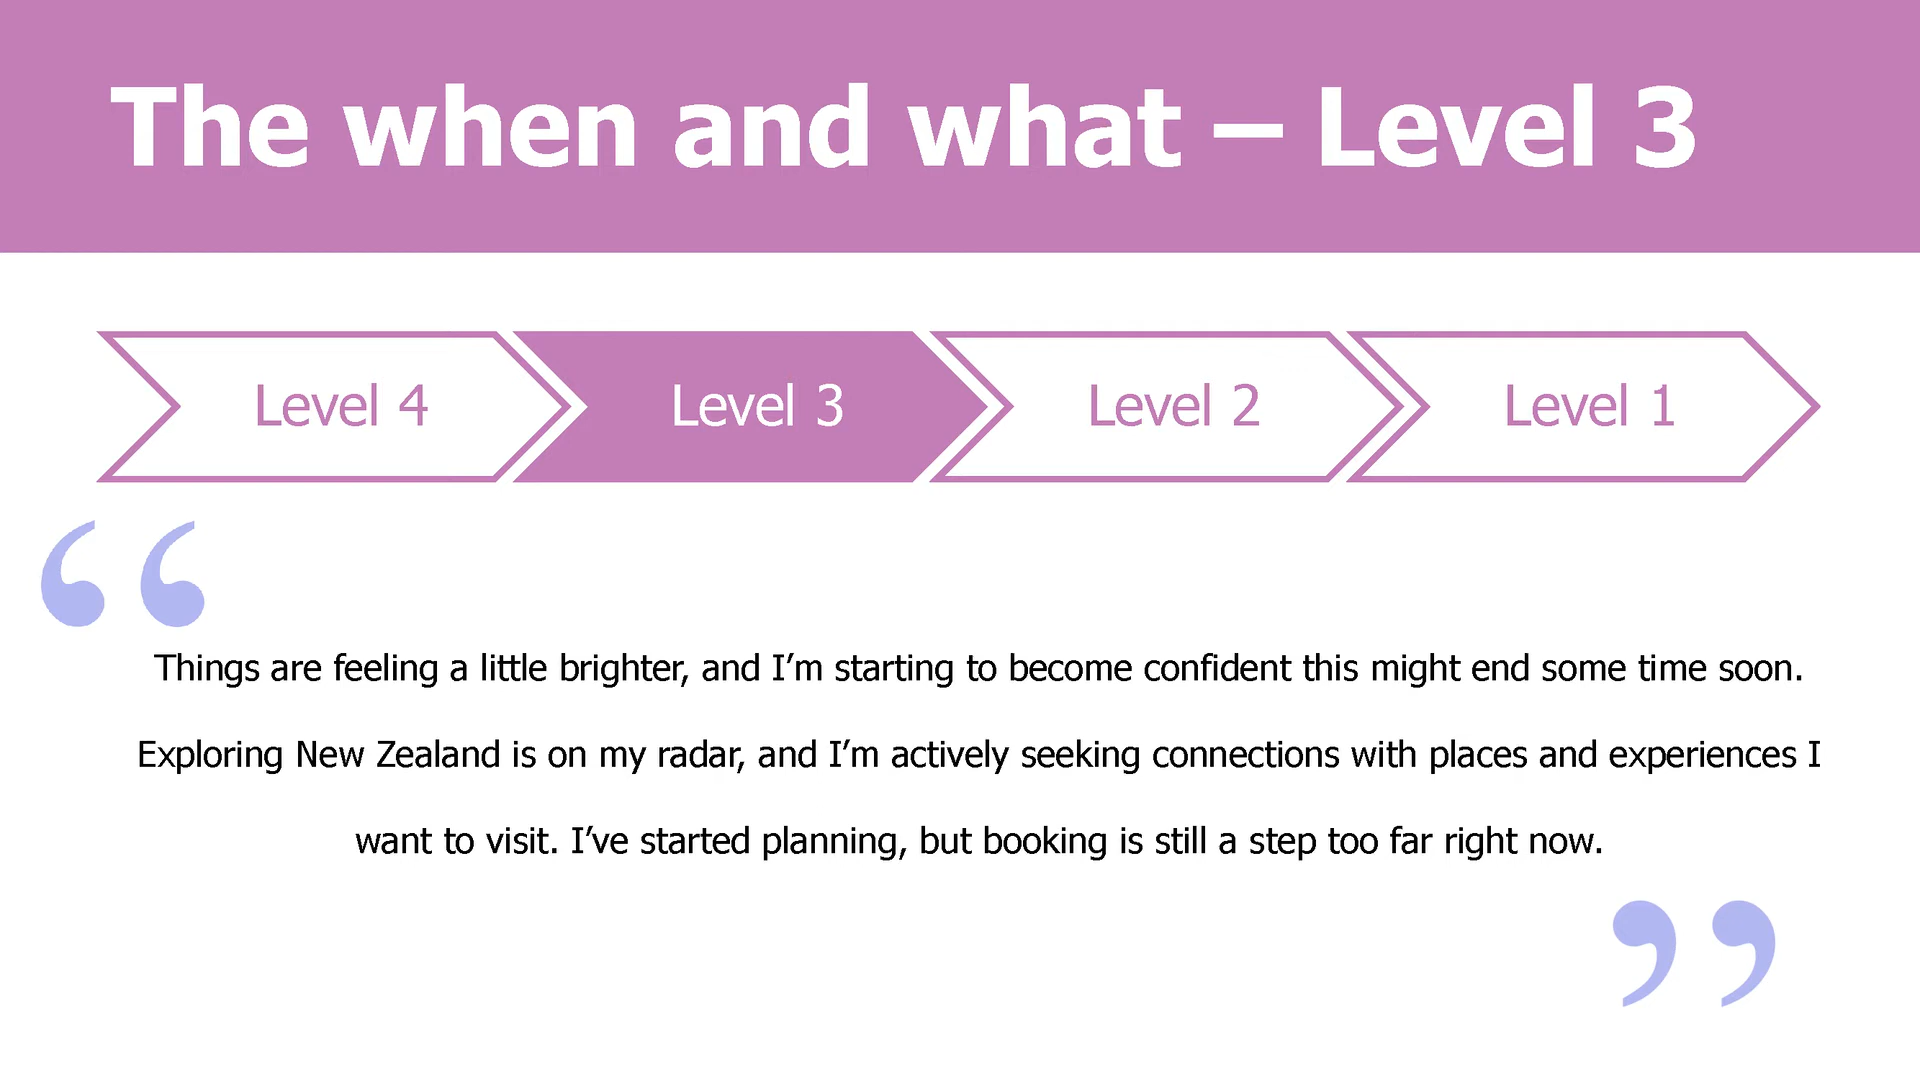 The when and what – Level 3
Level 4
Level 3
Level 2
Level 1
“
Things are feeling a little brighter, and I’m starting to become confident this might end some time soon.
Exploring New Zealand is on my radar, and I’m actively seeking connections with places and experiences I
want to visit. I’ve started planning, but booking is still a step too far right now.
”